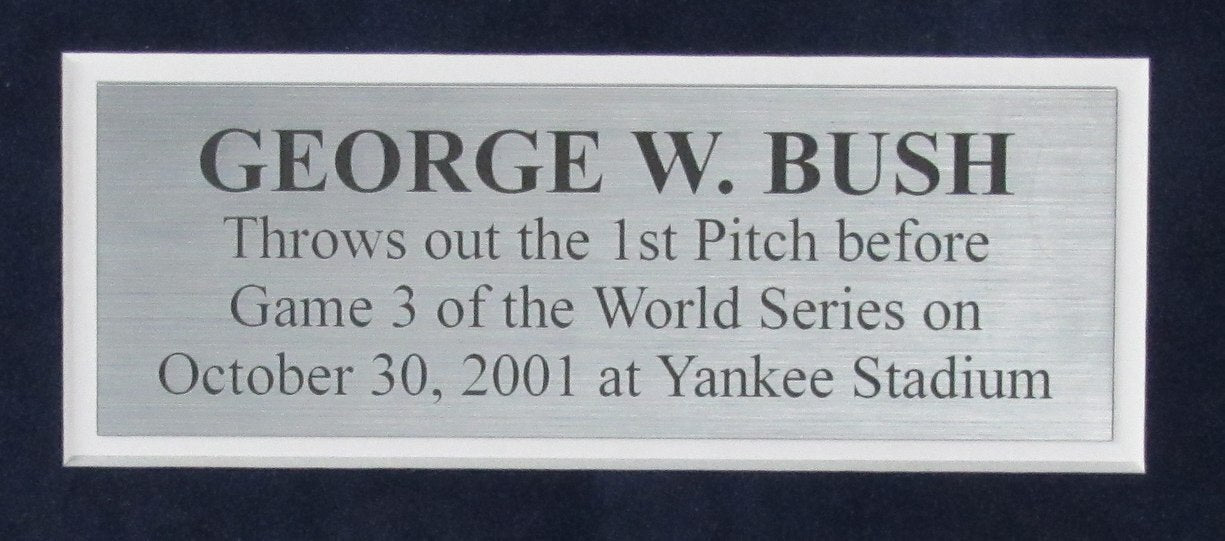 GEORGE W. BUSH
Throws out the 1st Pitch before
Game 3 of the World Series on
October 30, 2001 at Yankee Stadium